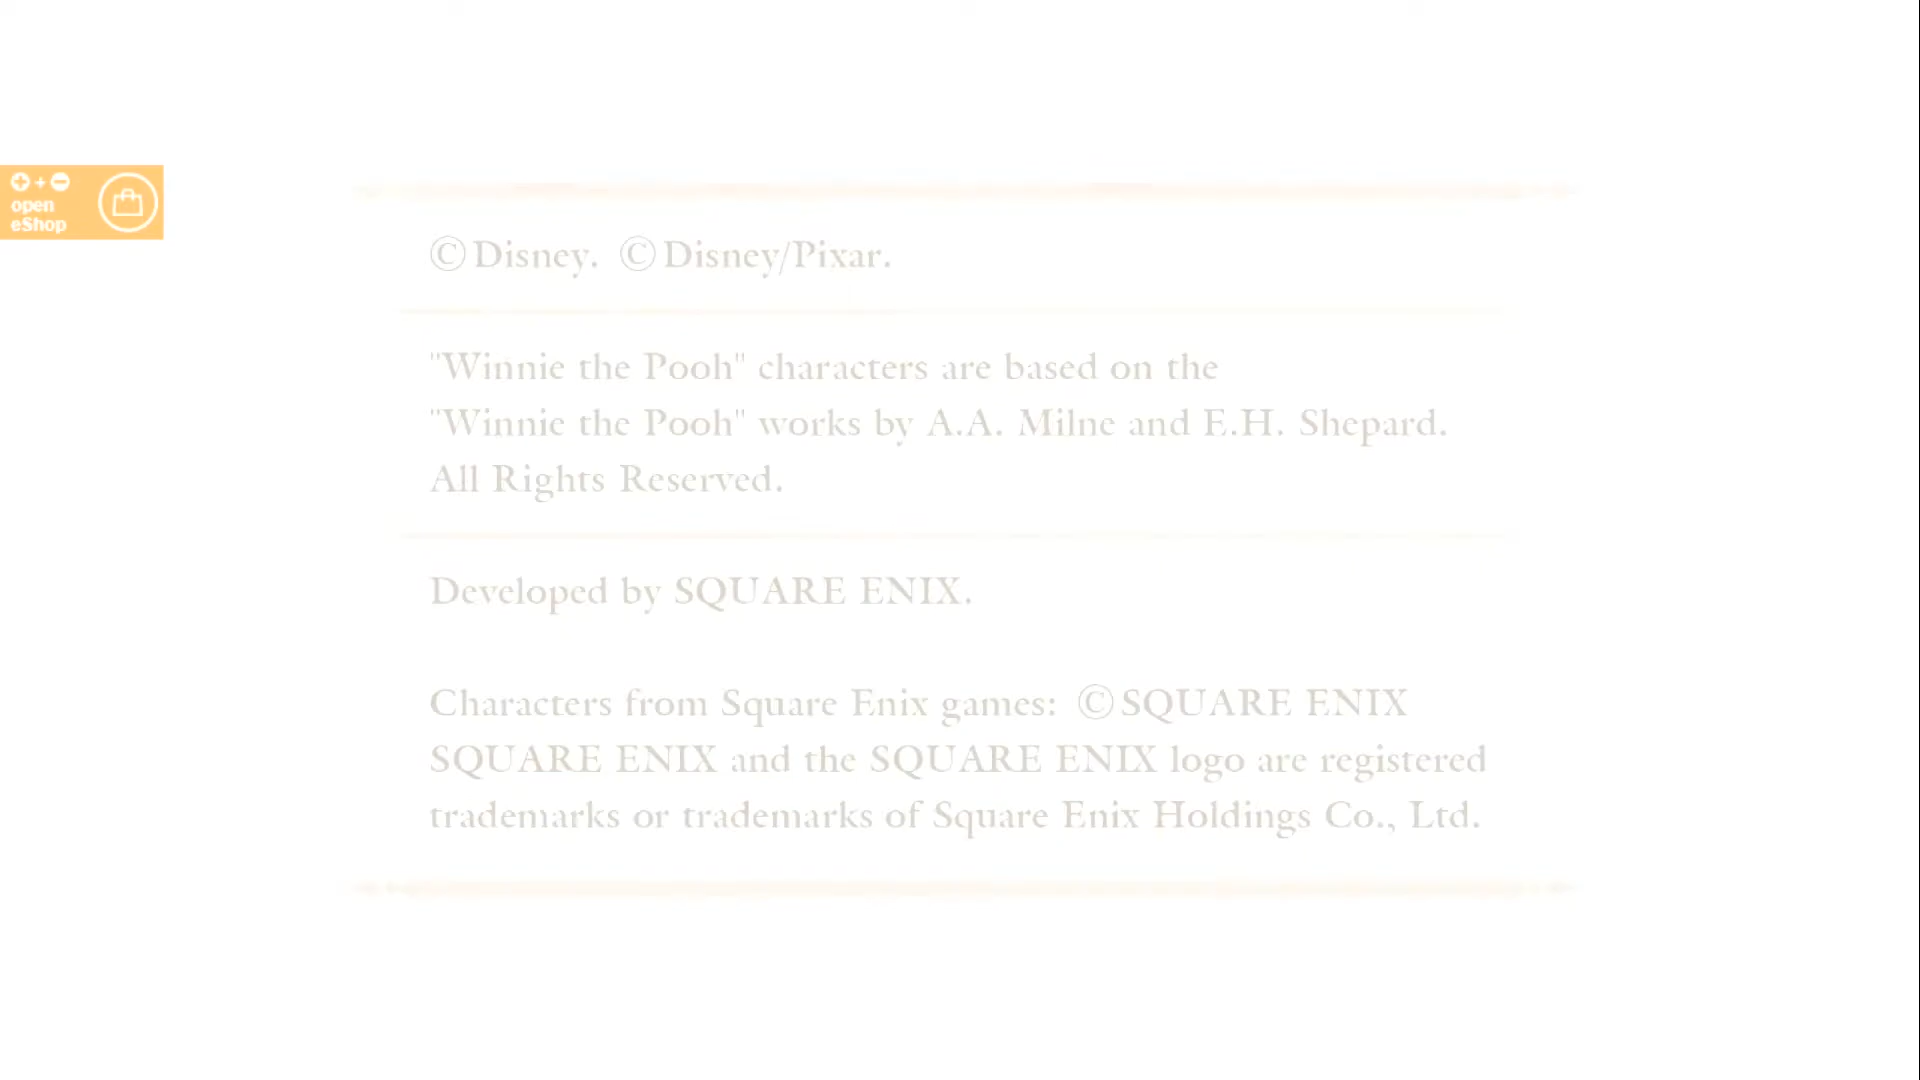 + + -
open
eShop
©Disney. ©Disney/Pixar.
"Winnie the Pooh" characters are based on the
"Winnie the Pooh" works by A.A. Milne and E.H. Shepard.
All Rights Reserved.
Developed by SQUARE ENIX.
Characters from Square Enix games: ©SQUARE ENIX
SQUARE ENIX and the SQUARE ENIX logo are registered
trademarks or trademarks of Square Enix Holdings Co., Ltd.